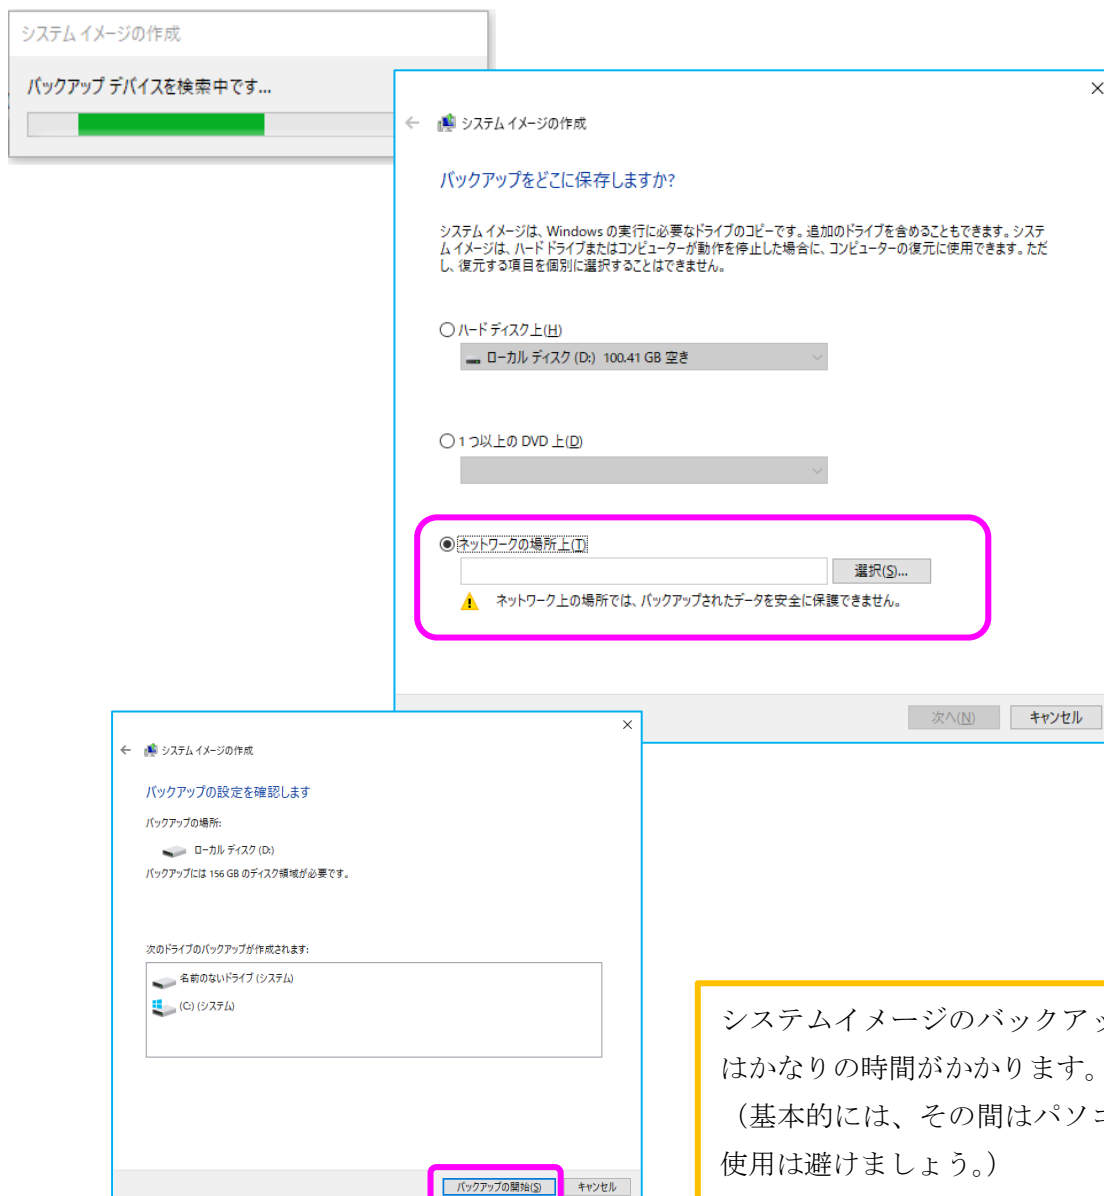 システム イメージの作成
バックアップ デバイスを検索中です...
システム イメージの作成
バックアップをどこに保存しますか?
システム イメージは、Windows の実行に必要なドライブのコピーです。追加のドライブを含めることもできます。システ
ム イメージは、ハード ドライブまたはコンピューターが動作を停止した場合に、コンピューターの復元に使用できます。ただ
し、復元する項目を個別に選択することはできません。
ハード ディスク上(H)
ローカル ディスク (D:) 100.41 GB 空き
1 つ以上の DVD 上(D)
ネットワークの場所上(T)
選択(S)...
ネットワーク上の場所では、バックアップされたデータを安全に保護できません。
次へ(N) キャンセル
システム イメージの作成
バックアップの設定を確認します
バックアップの場所:
ローカル ディスク (D:)
バックアップには 156 GB のディスク領域が必要です。
次のドライブのバックアップが作成されます:
名前のないドライブ (システム)
(C:) (システム)
バックアップの開始(S) キャンセル
システムイメージのバックアッ
はかなりの時間がかかります。
(基本的には、その間はパソコ
使用は避けましょう。)